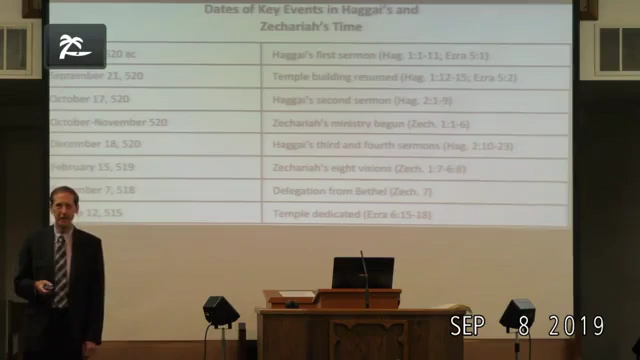 Dates of Key Events in Haggai's and
Zechariah's Time
520 BC Haggai's first sermon (Hag. 1:1-11; Ezra 5:1)
September 21, 520 Temple building resumed (Hag. 1:12-15; Ezra 5:2)
October 17, 520 Haggai's second sermon (Hag. 2:1-9)
October-November 520 Zechariah's ministry begun (Zech. 1:1-6)
December 18, 520 Haggai's third and fourth sermons (Hag. 2:10-23)
February 15, 519 Zechariah's eight visions (Zech. 1:7-6:8)
mber 7, 518 Delegation from Bethel (Zech. 7)
12, 515 Temple dedicated (Ezra 6:15-18)
SEP 8 2019